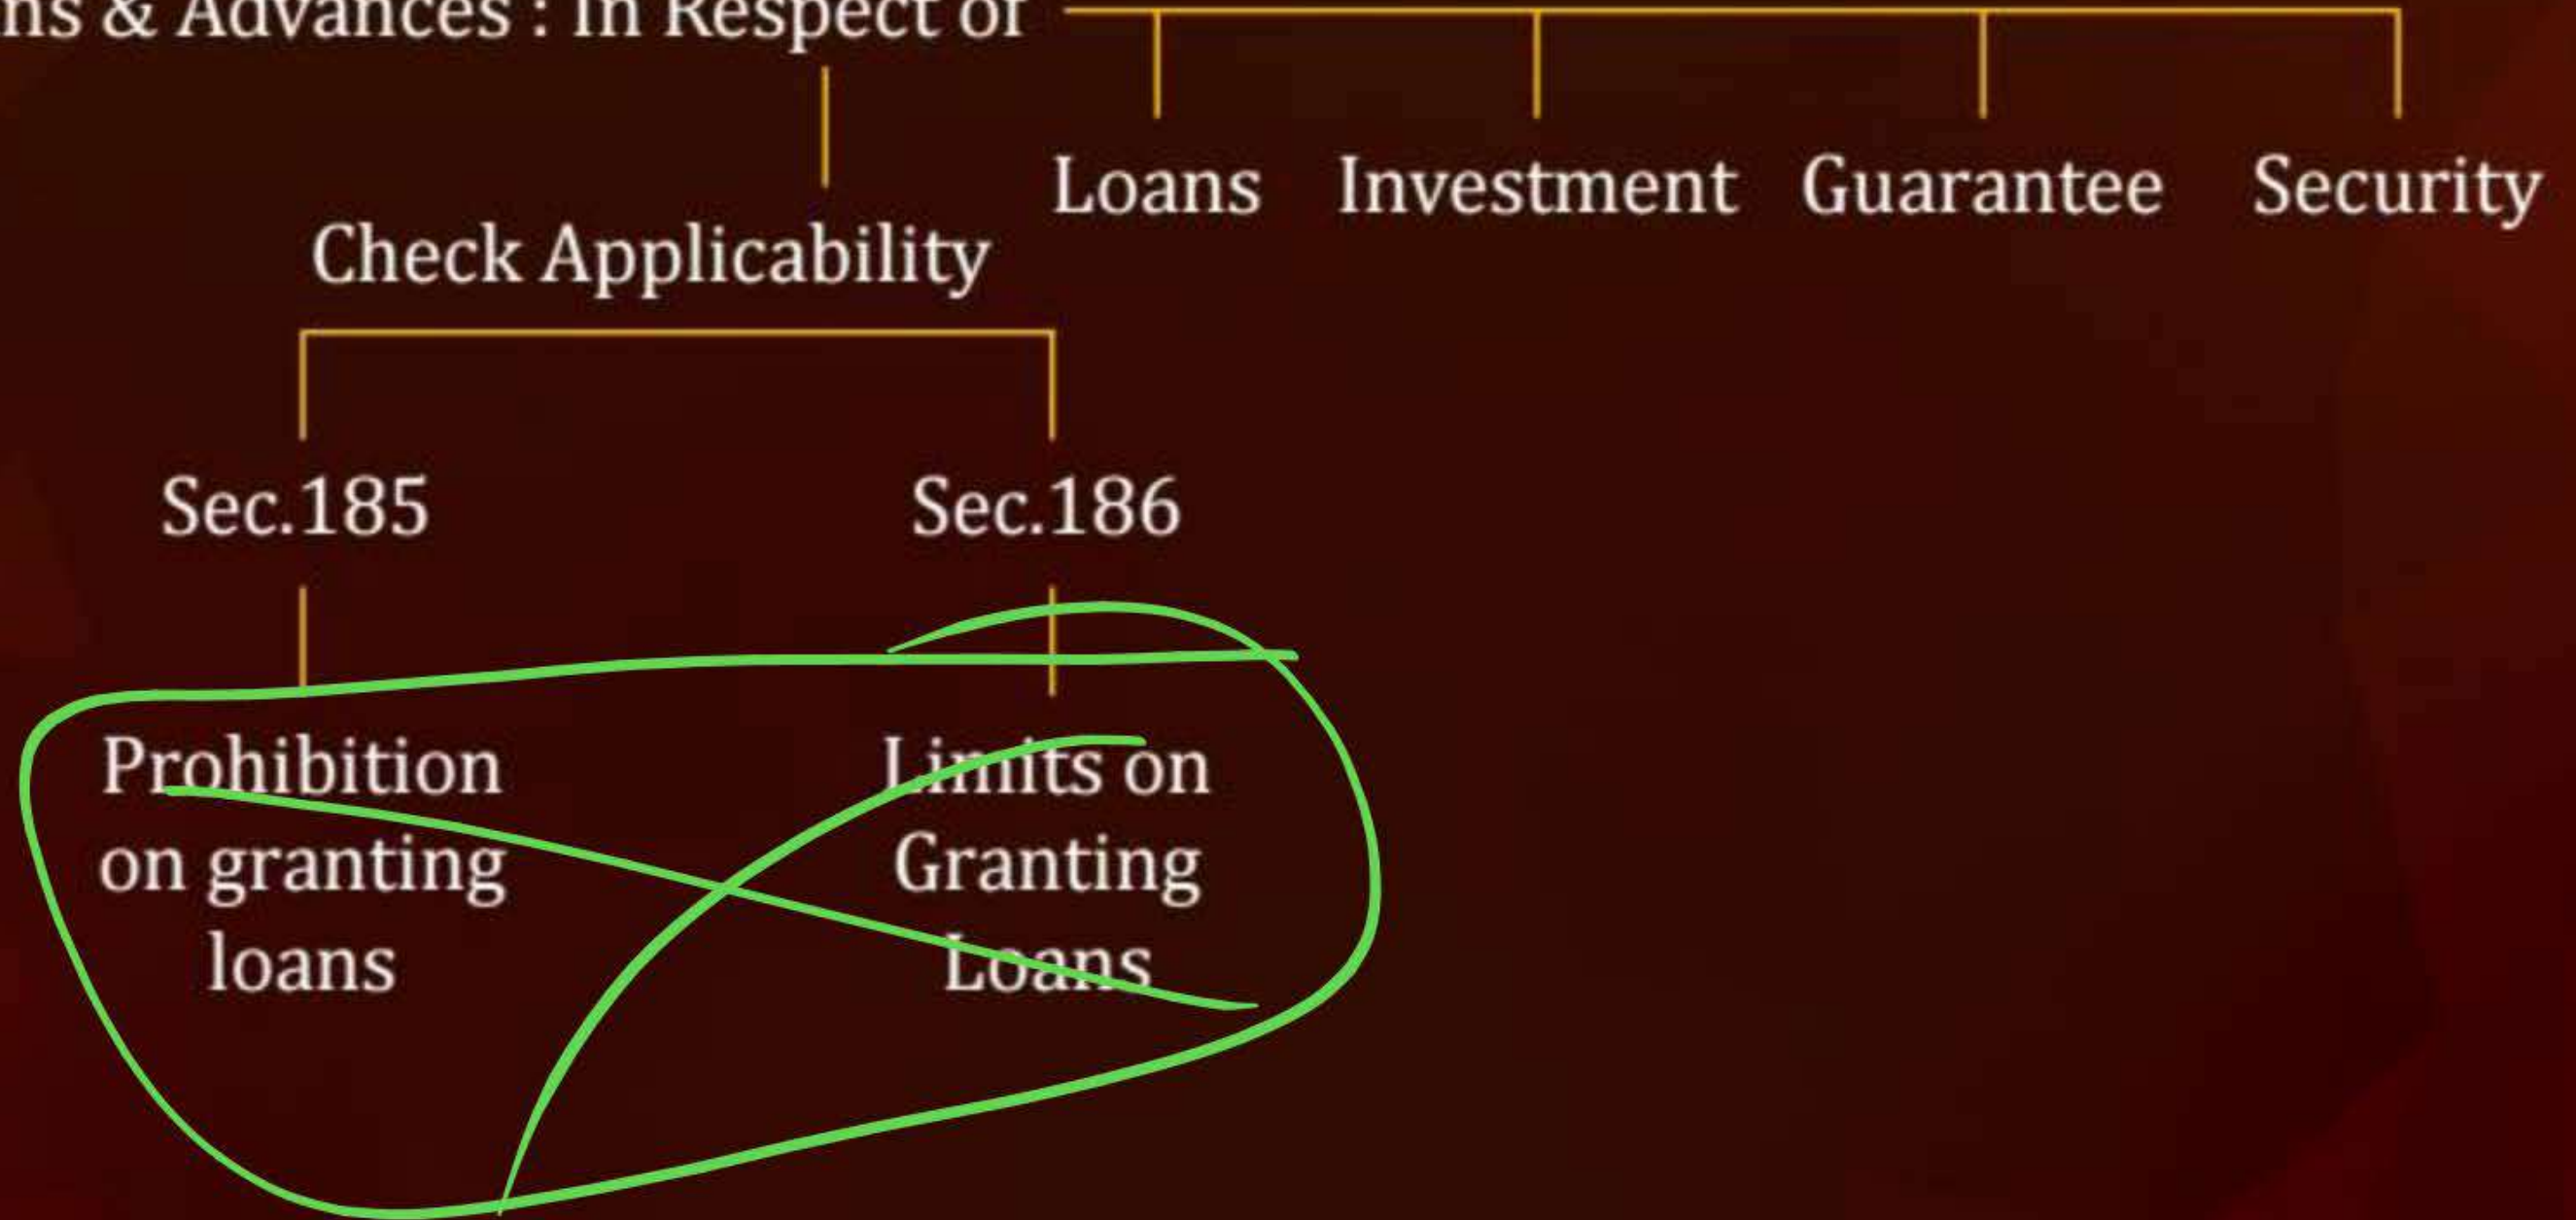 ns & Advances : In Respect of
Loans Investment Guarantee Security
Check Applicability
Sec.185 Sec.186
Prohibition
on granting
loans
Limits on
Granting
Loans